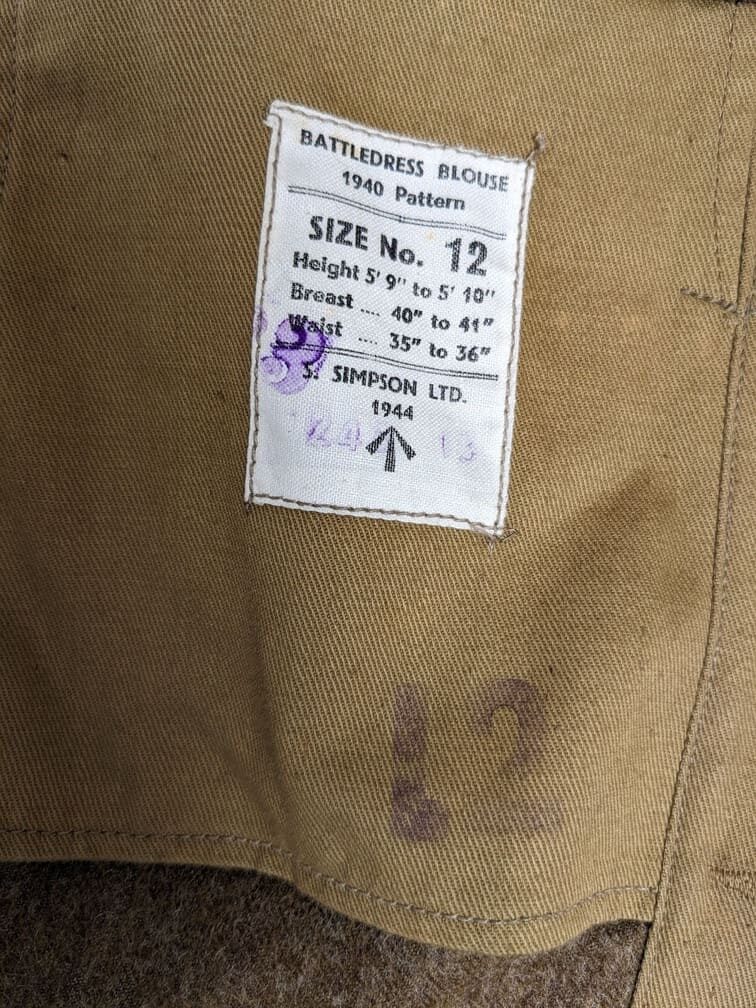 BATTLEDRESS BLOUSE
1940 Pattern
SIZE No. 12
Height 5' 9" to 5' 10"
Breast .... 40" to 41"
Waist .... 35" to 36"
S. SIMPSON LTD.
1944
12